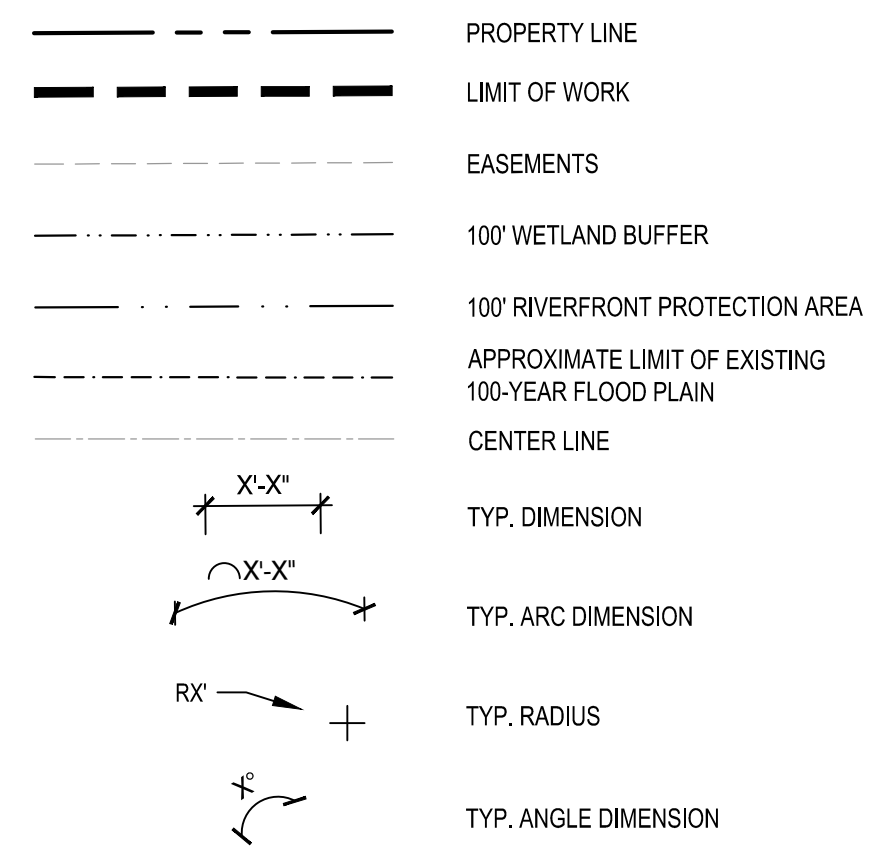 PROPERTY LINE
LIMIT OF WORK
EASEMENTS
100' WETLAND BUFFER
100' RIVERFRONT PROTECTION AREA
APPROXIMATE LIMIT OF EXISTING
100-YEAR FLOOD PLAIN
CENTER LINE
X'-X"
TYP. DIMENSION
X'-X"
TYP. ARC DIMENSION
RX'
TYP. RADIUS
X°
TYP. ANGLE DIMENSION